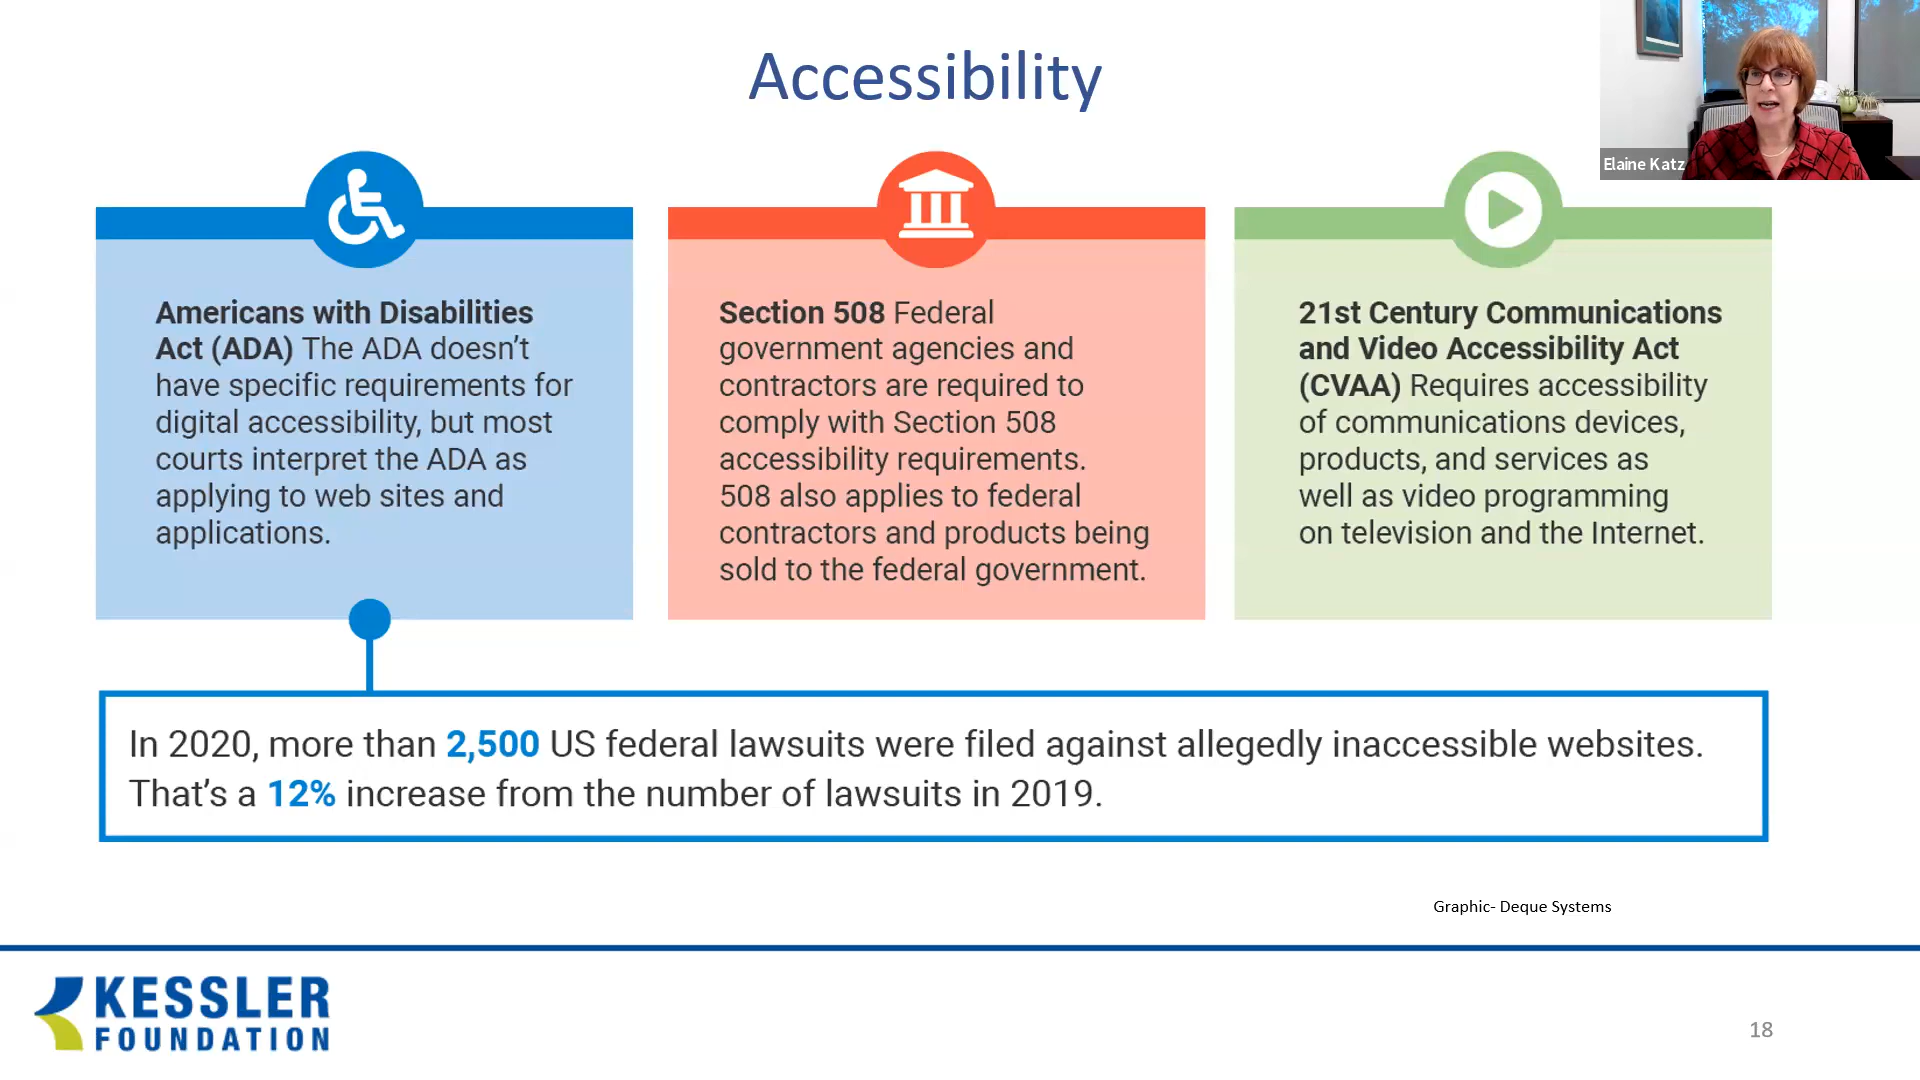 Accessibility
Elaine Katz
Americans with Disabilities
Act (ADA) The ADA doesn’t
have specific requirements for
digital accessibility, but most
courts interpret the ADA as
applying to web sites and
applications.
Section 508 Federal
government agencies and
contractors are required to
comply with Section 508
accessibility requirements.
508 also applies to federal
contractors and products being
sold to the federal government.
21st Century Communications
and Video Accessibility Act
(CVAA) Requires accessibility
of communications devices,
products, and services as
well as video programming
on television and the Internet.
In 2020, more than 2,500 US federal lawsuits were filed against allegedly inaccessible websites.
That’s a 12% increase from the number of lawsuits in 2019.
Graphic- Deque Systems
KESSLER
FOUNDATION
18